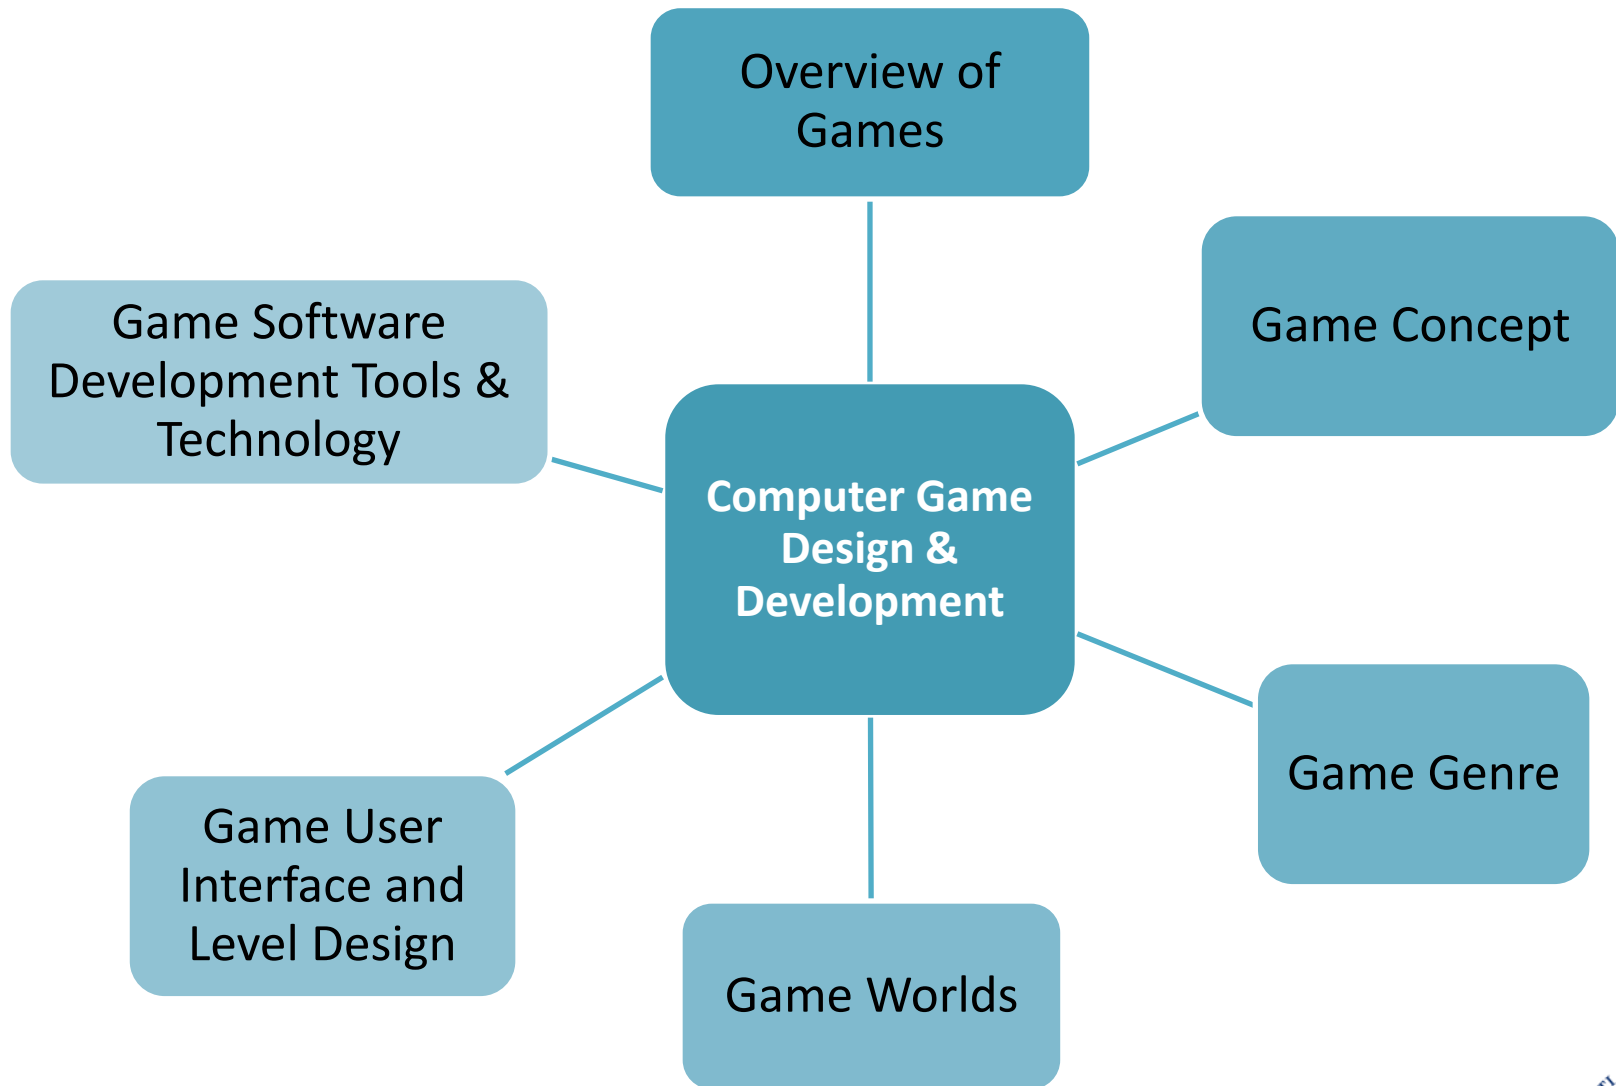 Overview of
Games
Game Concept
Game Software
Development Tools &
Technology
Computer Game
Design &
Development
Game Genre
Game User
Interface and
Level Design
Game Worlds